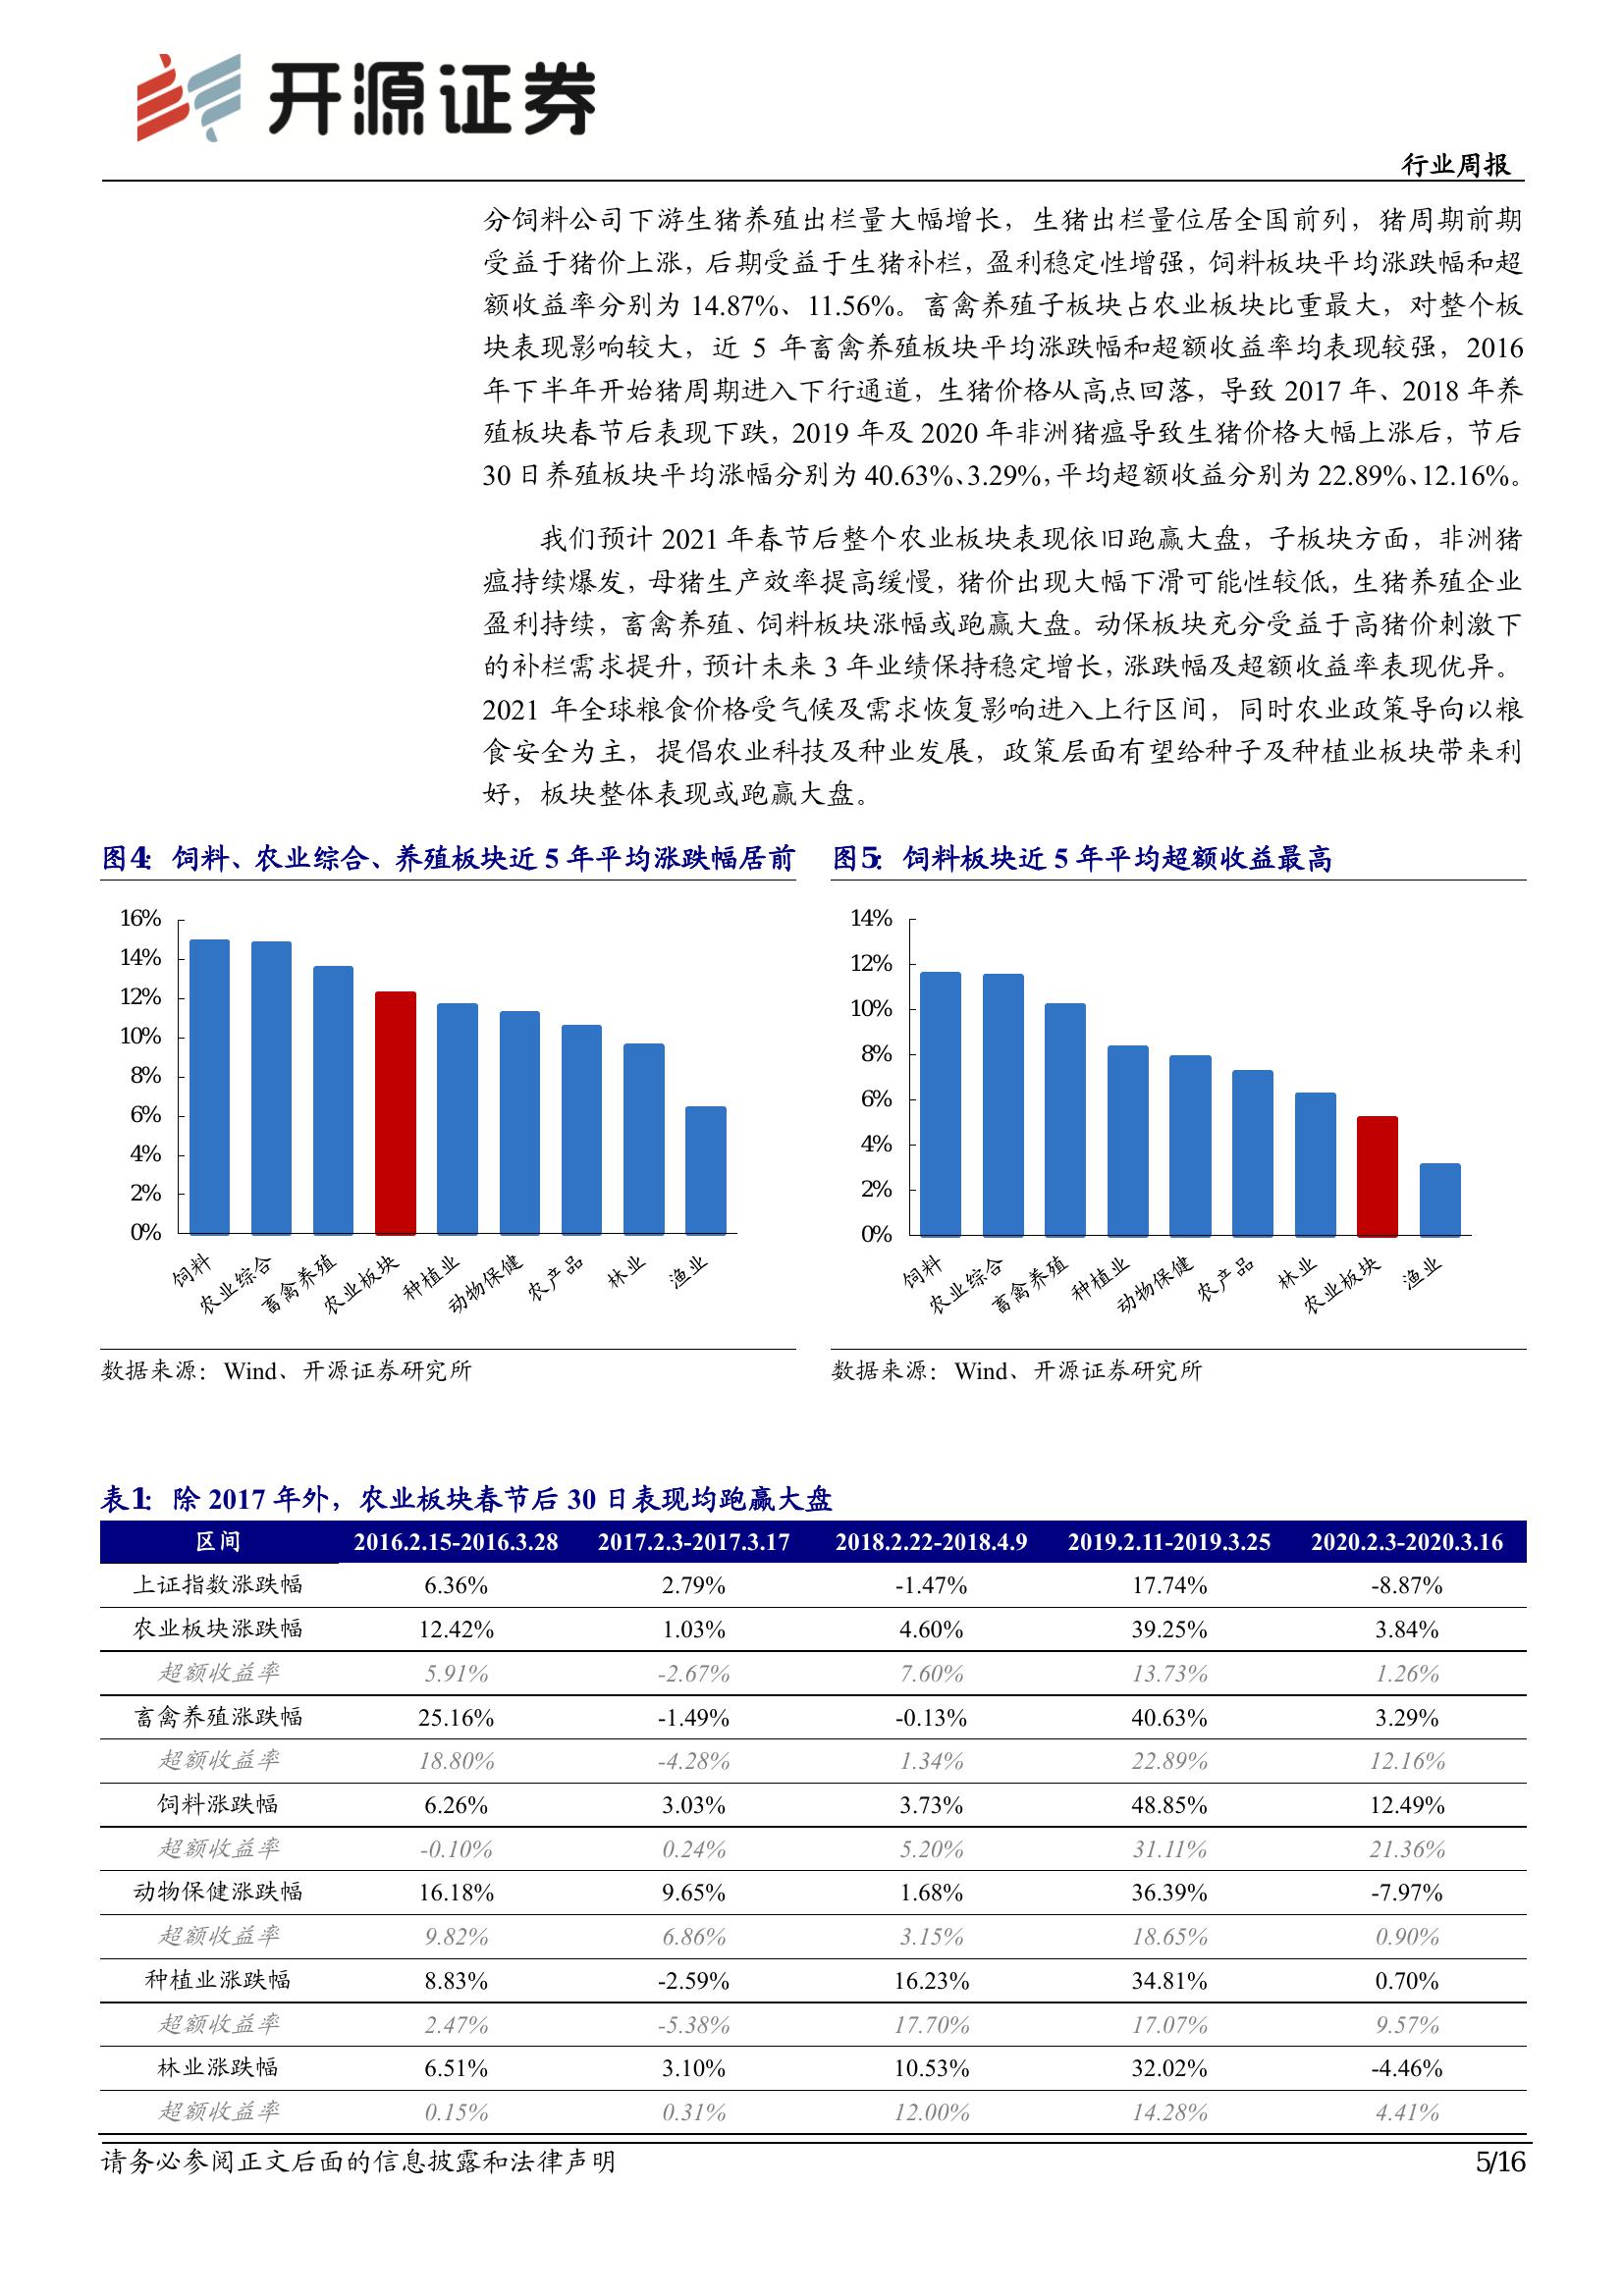 开源证券
行业周报
分饲料公司下游生猪养殖出栏量大幅增长，生猪出栏量位居全国前列，猪周期前期
受益于猪价上涨，后期受益于生猪补栏，盈利稳定性增强，饲料板块平均涨跌幅和超
额收益率分别为 14.87%、11.56%。畜禽养殖子板块占农业板块比重最大，对整个板
块表现影响较大，近 5 年畜禽养殖板块平均涨跌幅和超额收益率均表现较强，2016
年下半年开始猪周期进入下行通道，生猪价格从高点回落，导致 2017 年、2018 年养
殖板块春节后表现下跌，2019 年及 2020 年非洲猪瘟导致生猪价格大幅上涨后，节后
30 日养殖板块平均涨幅分别为 40.63%、3.29%，平均超额收益分别为 22.89%、12.16%。
我们预计 2021 年春节后整个农业板块表现依旧跑赢大盘，子板块方面，非洲猪
瘟持续爆发，母猪生产效率提高缓慢，猪价出现大幅下滑可能性较低，生猪养殖企业
盈利持续，畜禽养殖、饲料板块涨幅或跑赢大盘。动保板块充分受益于高猪价刺激下
的补栏需求提升，预计未来 3 年业绩保持稳定增长，涨跌幅及超额收益率表现优异。
2021 年全球粮食价格受气候及需求恢复影响进入上行区间，同时农业政策导向以粮
食安全为主，提倡农业科技及种业发展，政策层面有望给种子及种植业板块带来利
好，板块整体表现或跑赢大盘。
图4：饲料、农业综合、养殖板块近 5 年平均涨跌幅居前
16%
14%
12%
10%
8%
6%
4%
2%
0%
饲料 农业综合 畜禽养殖 农业板块 种植业 动物保健 农产品 林业 渔业
数据来源：Wind、开源证券研究所
图5：饲料板块近 5 年平均超额收益最高
14%
12%
10%
8%
6%
4%
2%
0%
饲料 农业综合 畜禽养殖 种植业 动物保健 农产品 林业 农业板块 渔业
数据来源：Wind、开源证券研究所
表1：除 2017 年外，农业板块春节后 30 日表现均跑赢大盘
区间 2016.2.15-2016.3.28 2017.2.3-2017.3.17 2018.2.22-2018.4.9 2019.2.11-2019.3.25 2020.2.3-2020.3.16
上证指数涨跌幅 6.36% 2.79% -1.47% 17.74% -8.87%
农业板块涨跌幅 12.42% 1.03% 4.60% 39.25% 3.84%
超额收益率 5.91% -2.67% 7.60% 13.73% 1.26%
畜禽养殖涨跌幅 25.16% -1.49% -0.13% 40.63% 3.29%
超额收益率 18.80% -4.28% 1.34% 22.89% 12.16%
饲料涨跌幅 6.26% 3.03% 3.73% 48.85% 12.49%
超额收益率 -0.10% 0.24% 5.20% 31.11% 21.36%
动物保健涨跌幅 16.18% 9.65% 1.68% 36.39% -7.97%
超额收益率 9.82% 6.86% 3.15% 18.65% 0.90%
种植业涨跌幅 8.83% -2.59% 16.23% 34.81% 0.70%
超额收益率 2.47% -5.38% 17.70% 17.07% 9.57%
林业涨跌幅 6.51% 3.10% 10.53% 32.02% -4.46%
超额收益率 0.15% 0.31% 12.00% 14.28% 4.41%
请务必参阅正文后面的信息披露和法律声明
5/16